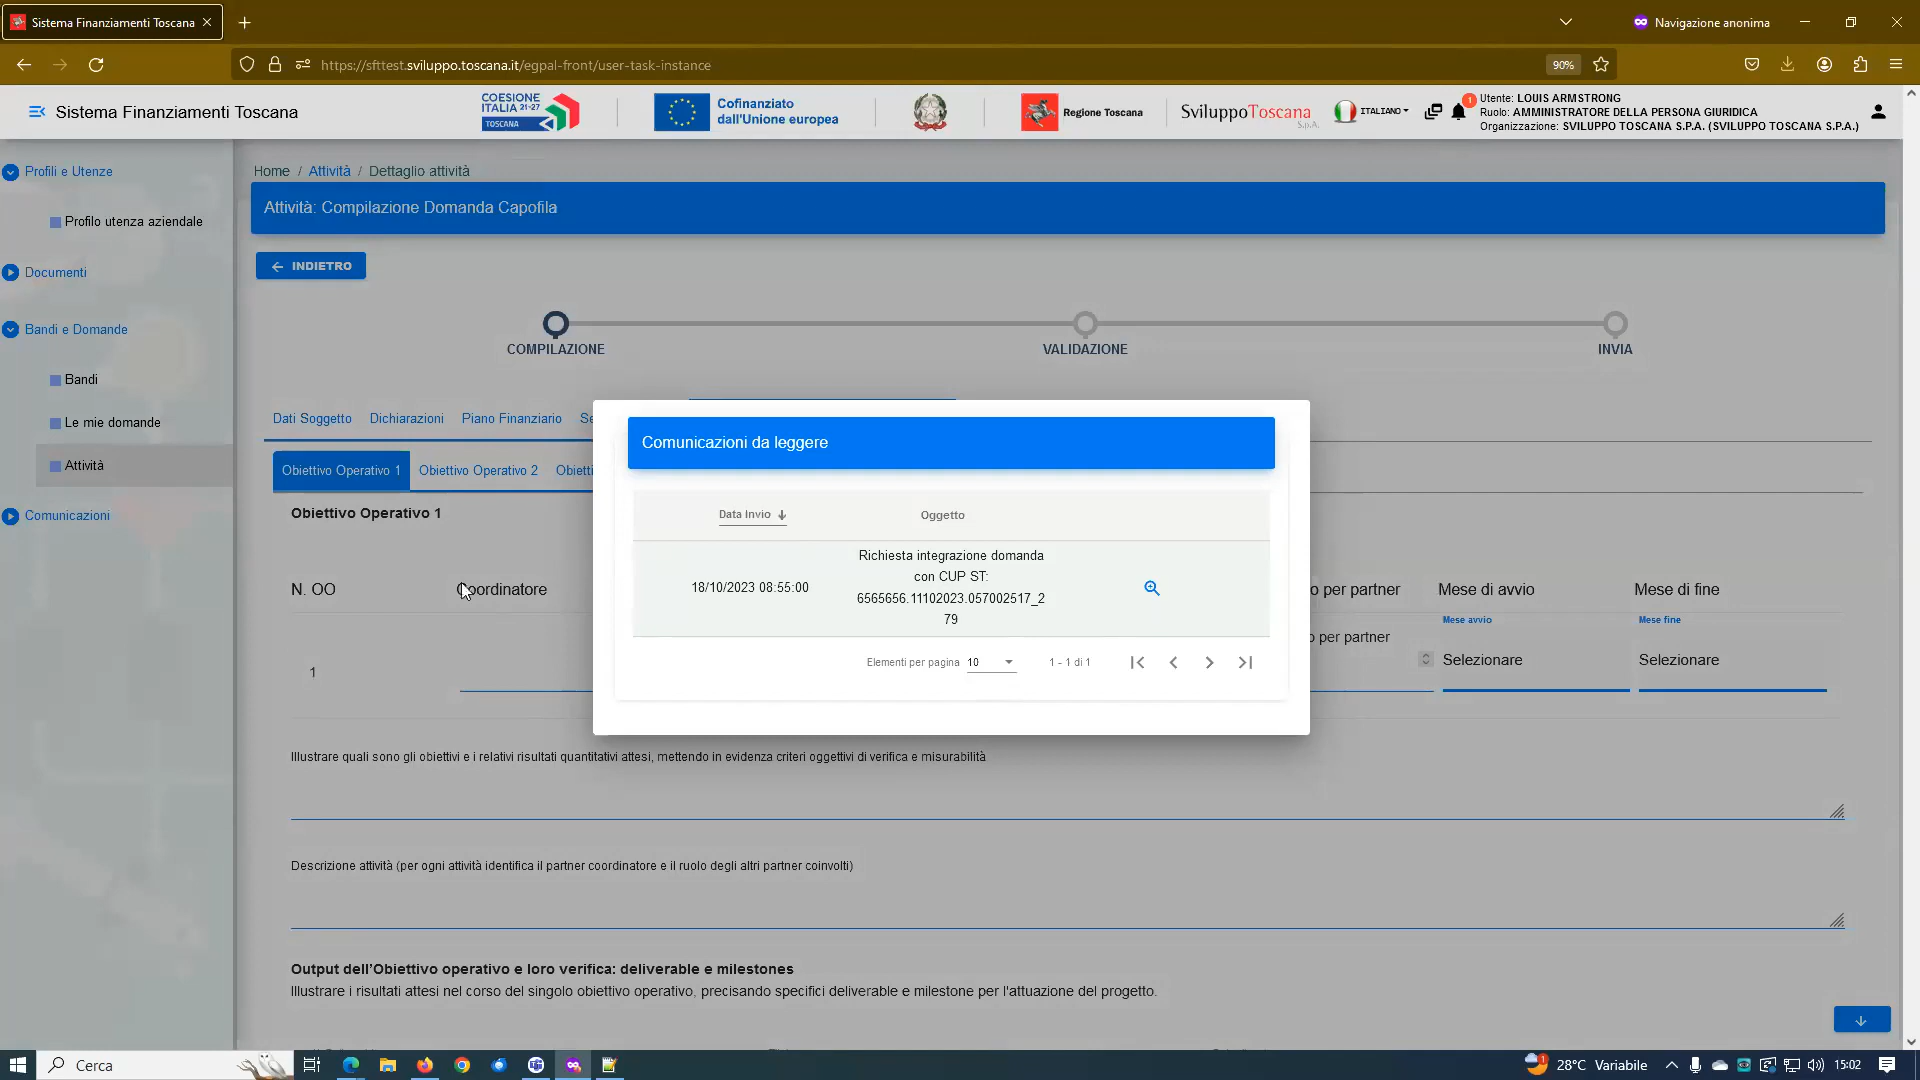 Sistema Finanziamenti Toscana
Navigazione anonima
https://sfttest.sviluppo.toscana.it/egpal-front/user-task-instance
90%
Sistema Finanziamenti Toscana
COESIONE
ITALIA 21-27
TOSCANA
Cofinanziato
dall'Unione europea
Regione Toscana
SviluppoToscana
S.p.A.
ITALIANO
1
Utente: LOUIS ARMSTRONG
Ruolo: AMMINISTRATORE DELLA PERSONA GIURIDICA
Organizzazione: SVILUPPO TOSCANA S.P.A. (SVILUPPO TOSCANA S.P.A.)
Profili e Utenze
Profilo utenza aziendale
Documenti
Bandi e Domande
Bandi
Le mie domande
Attività
Comunicazioni
Home / Attività / Dettaglio attività
Attività: Compilazione Domanda Capofila
INDIETRO
COMPILAZIONE
VALIDAZIONE
INVIA
Dati Soggetto
Dichiarazioni
Piano Finanziario
Se
Obiettivo Operativo 1
Obiettivo Operativo 2
Obietti
Obiettivo Operativo 1
N. OO
Coordinatore
o per partner
Mese di avvio
Mese di fine
Mese avvio
Mese fine
o per partner
Selezionare
Selezionare
1
Comunicazioni da leggere
Data Invio
Oggetto
18/10/2023 08:55:00
Richiesta integrazione domanda
con CUP ST:
6565656.11102023.057002517_2
79
Elementi per pagina
10
1 - 1 di 1
Illustrare quali sono gli obiettivi e i relativi risultati quantitativi attesi, mettendo in evidenza criteri oggettivi di verifica e misurabilità
Descrizione attività (per ogni attività identifica il partner coordinatore e il ruolo degli altri partner coinvolti)
Output dell'Obiettivo operativo e loro verifica: deliverable e milestones
Illustrare i risultati attesi nel corso del singolo obiettivo operativo, precisando specifici deliverable e milestone per l'attuazione del progetto.
Cerca
1
28°C Variabile
15:02